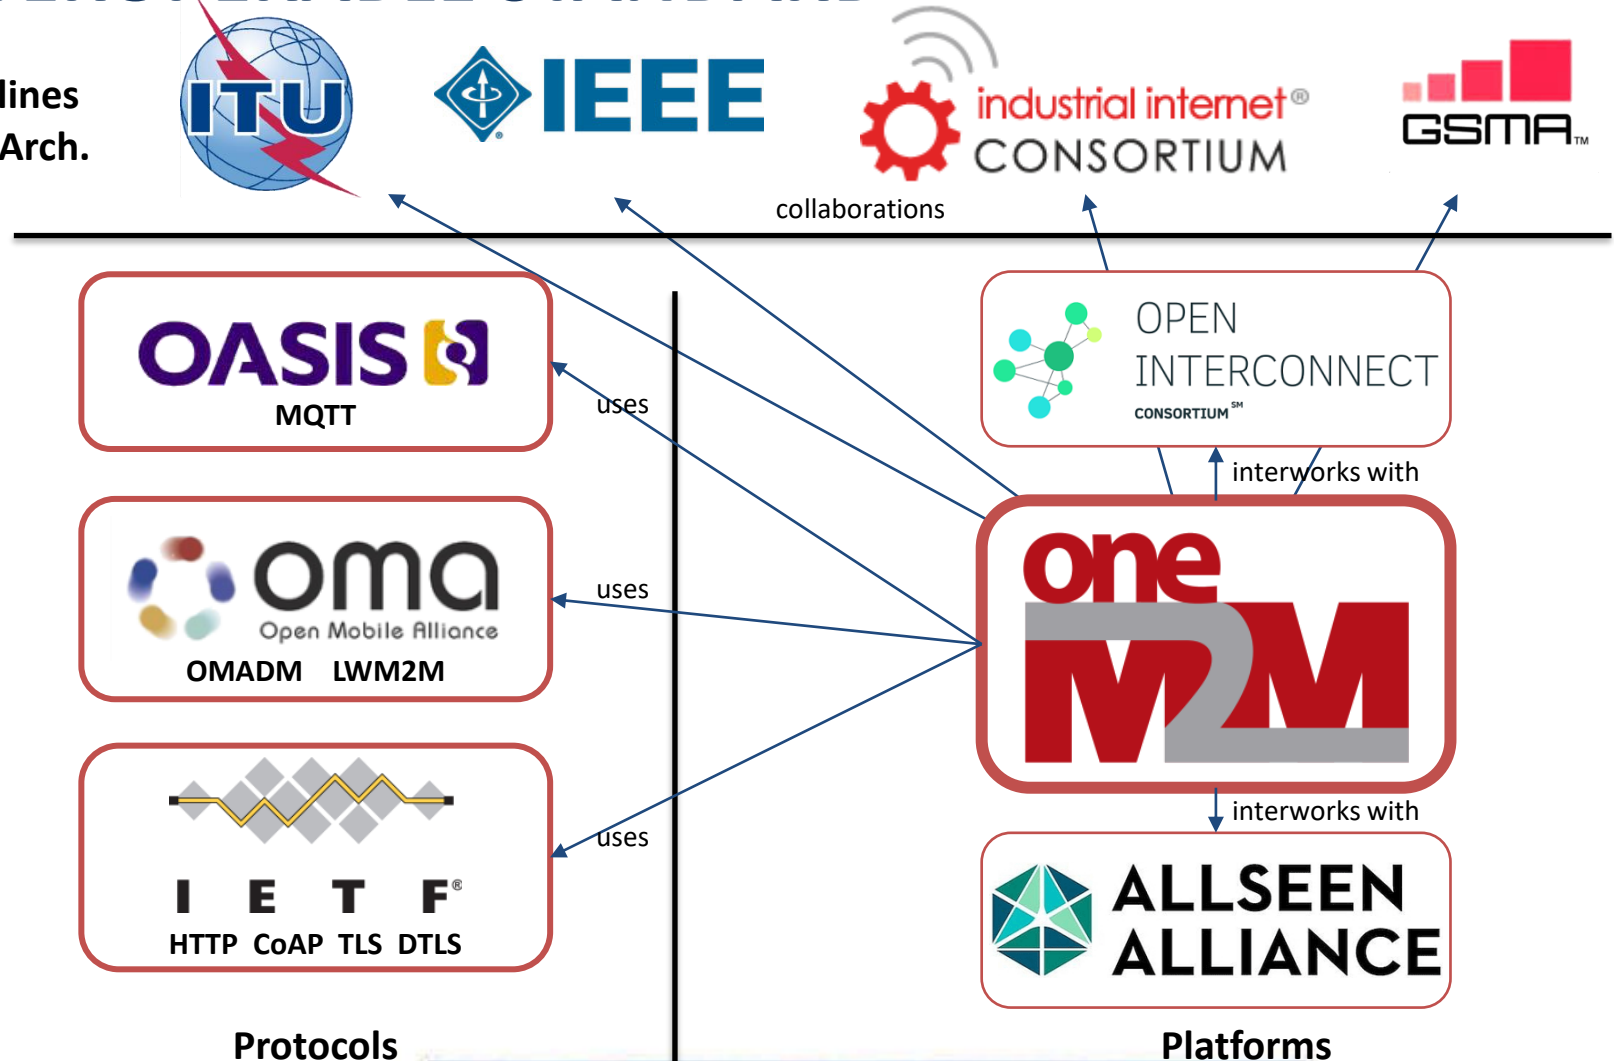 lines
Arch.
ITU
IEEE
industrial internet®
CONSORTIUM
GSMA™
collaborations
OASIS
MQTT
uses
OPEN
INTERCONNECT
CONSORTIUM℠
interworks with
oma
Open Mobile Alliance
OMADM LWM2M
uses
one
M2M
interworks with
I E T F®
HTTP CoAP TLS DTLS
uses
ALLSEEN
ALLIANCE
Protocols
Platforms